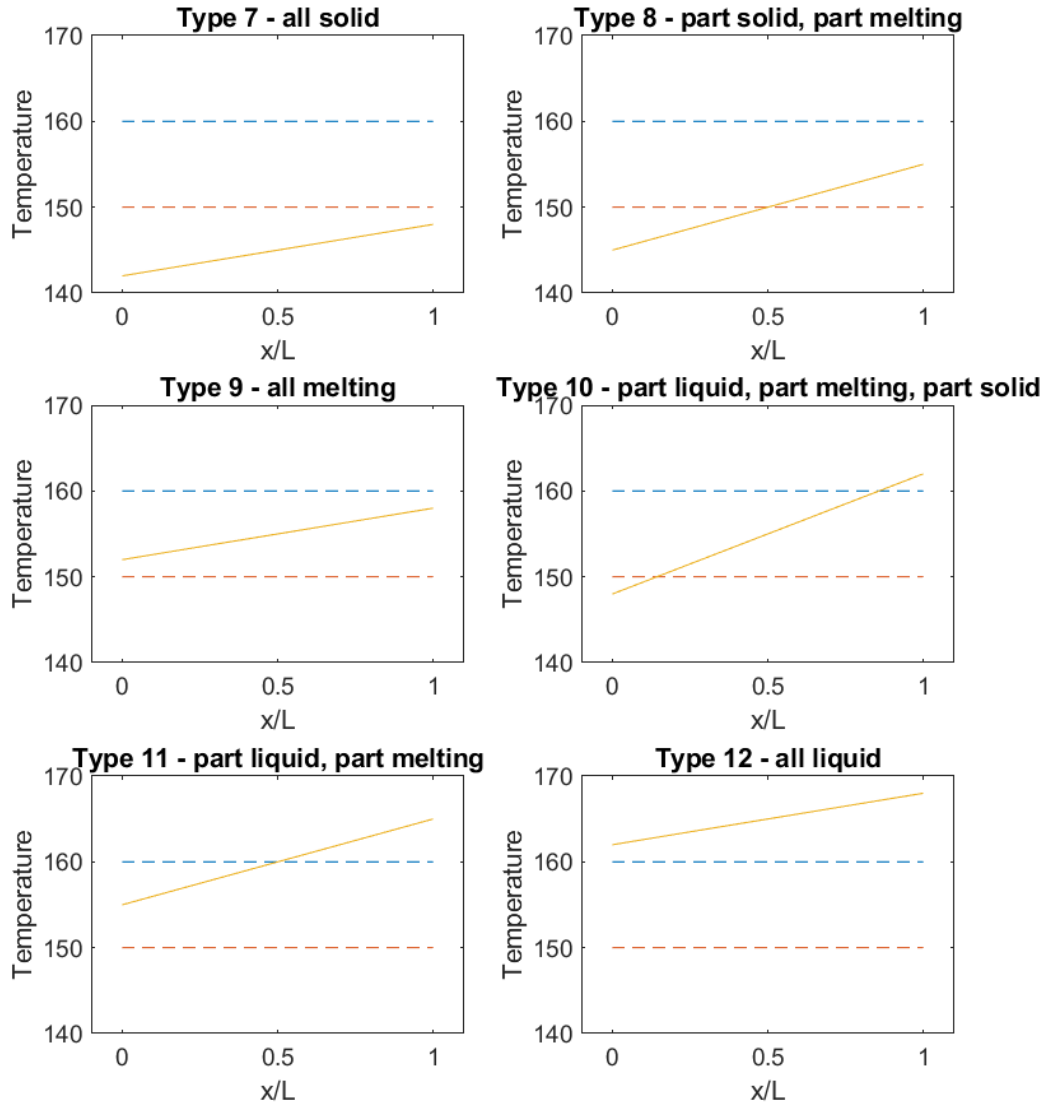 Type 7 - all solid
170
160
150
140
Temperature
0 0.5 1
x/L
Type 8 - part solid, part melting
170
160
150
140
Temperature
0 0.5 1
x/L
Type 9 - all melting
170
160
150
140
Temperature
0 0.5 1
x/L
Type 10 - part liquid, part melting, part solid
170
160
150
140
Temperature
0 0.5 1
x/L
Type 11 - part liquid, part melting
170
160
150
140
Temperature
0 0.5 1
x/L
Type 12 - all liquid
170
160
150
140
Temperature
0 0.5 1
x/L